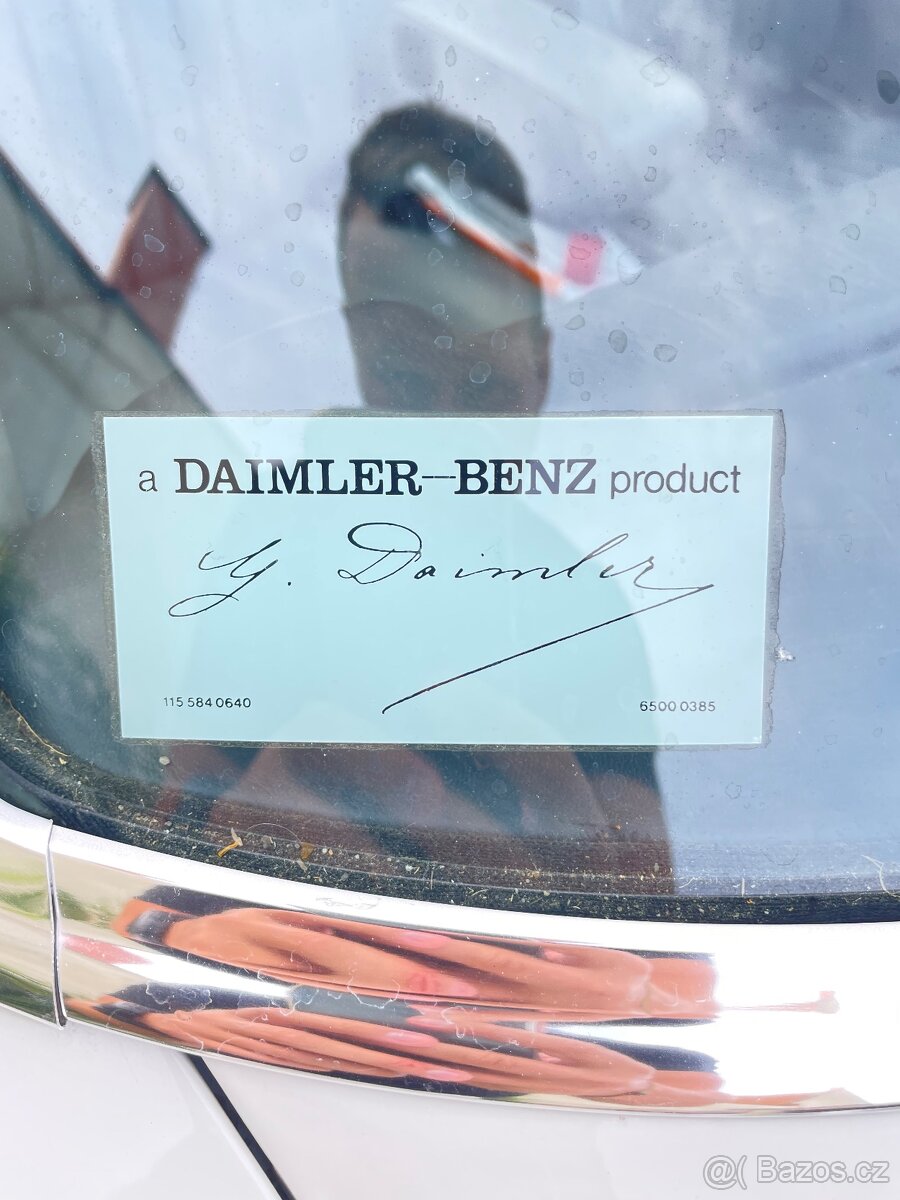 a DAIMLER–BENZ product
G. Daimler
115 584 0640
6500 0385
@( Bazos.cz